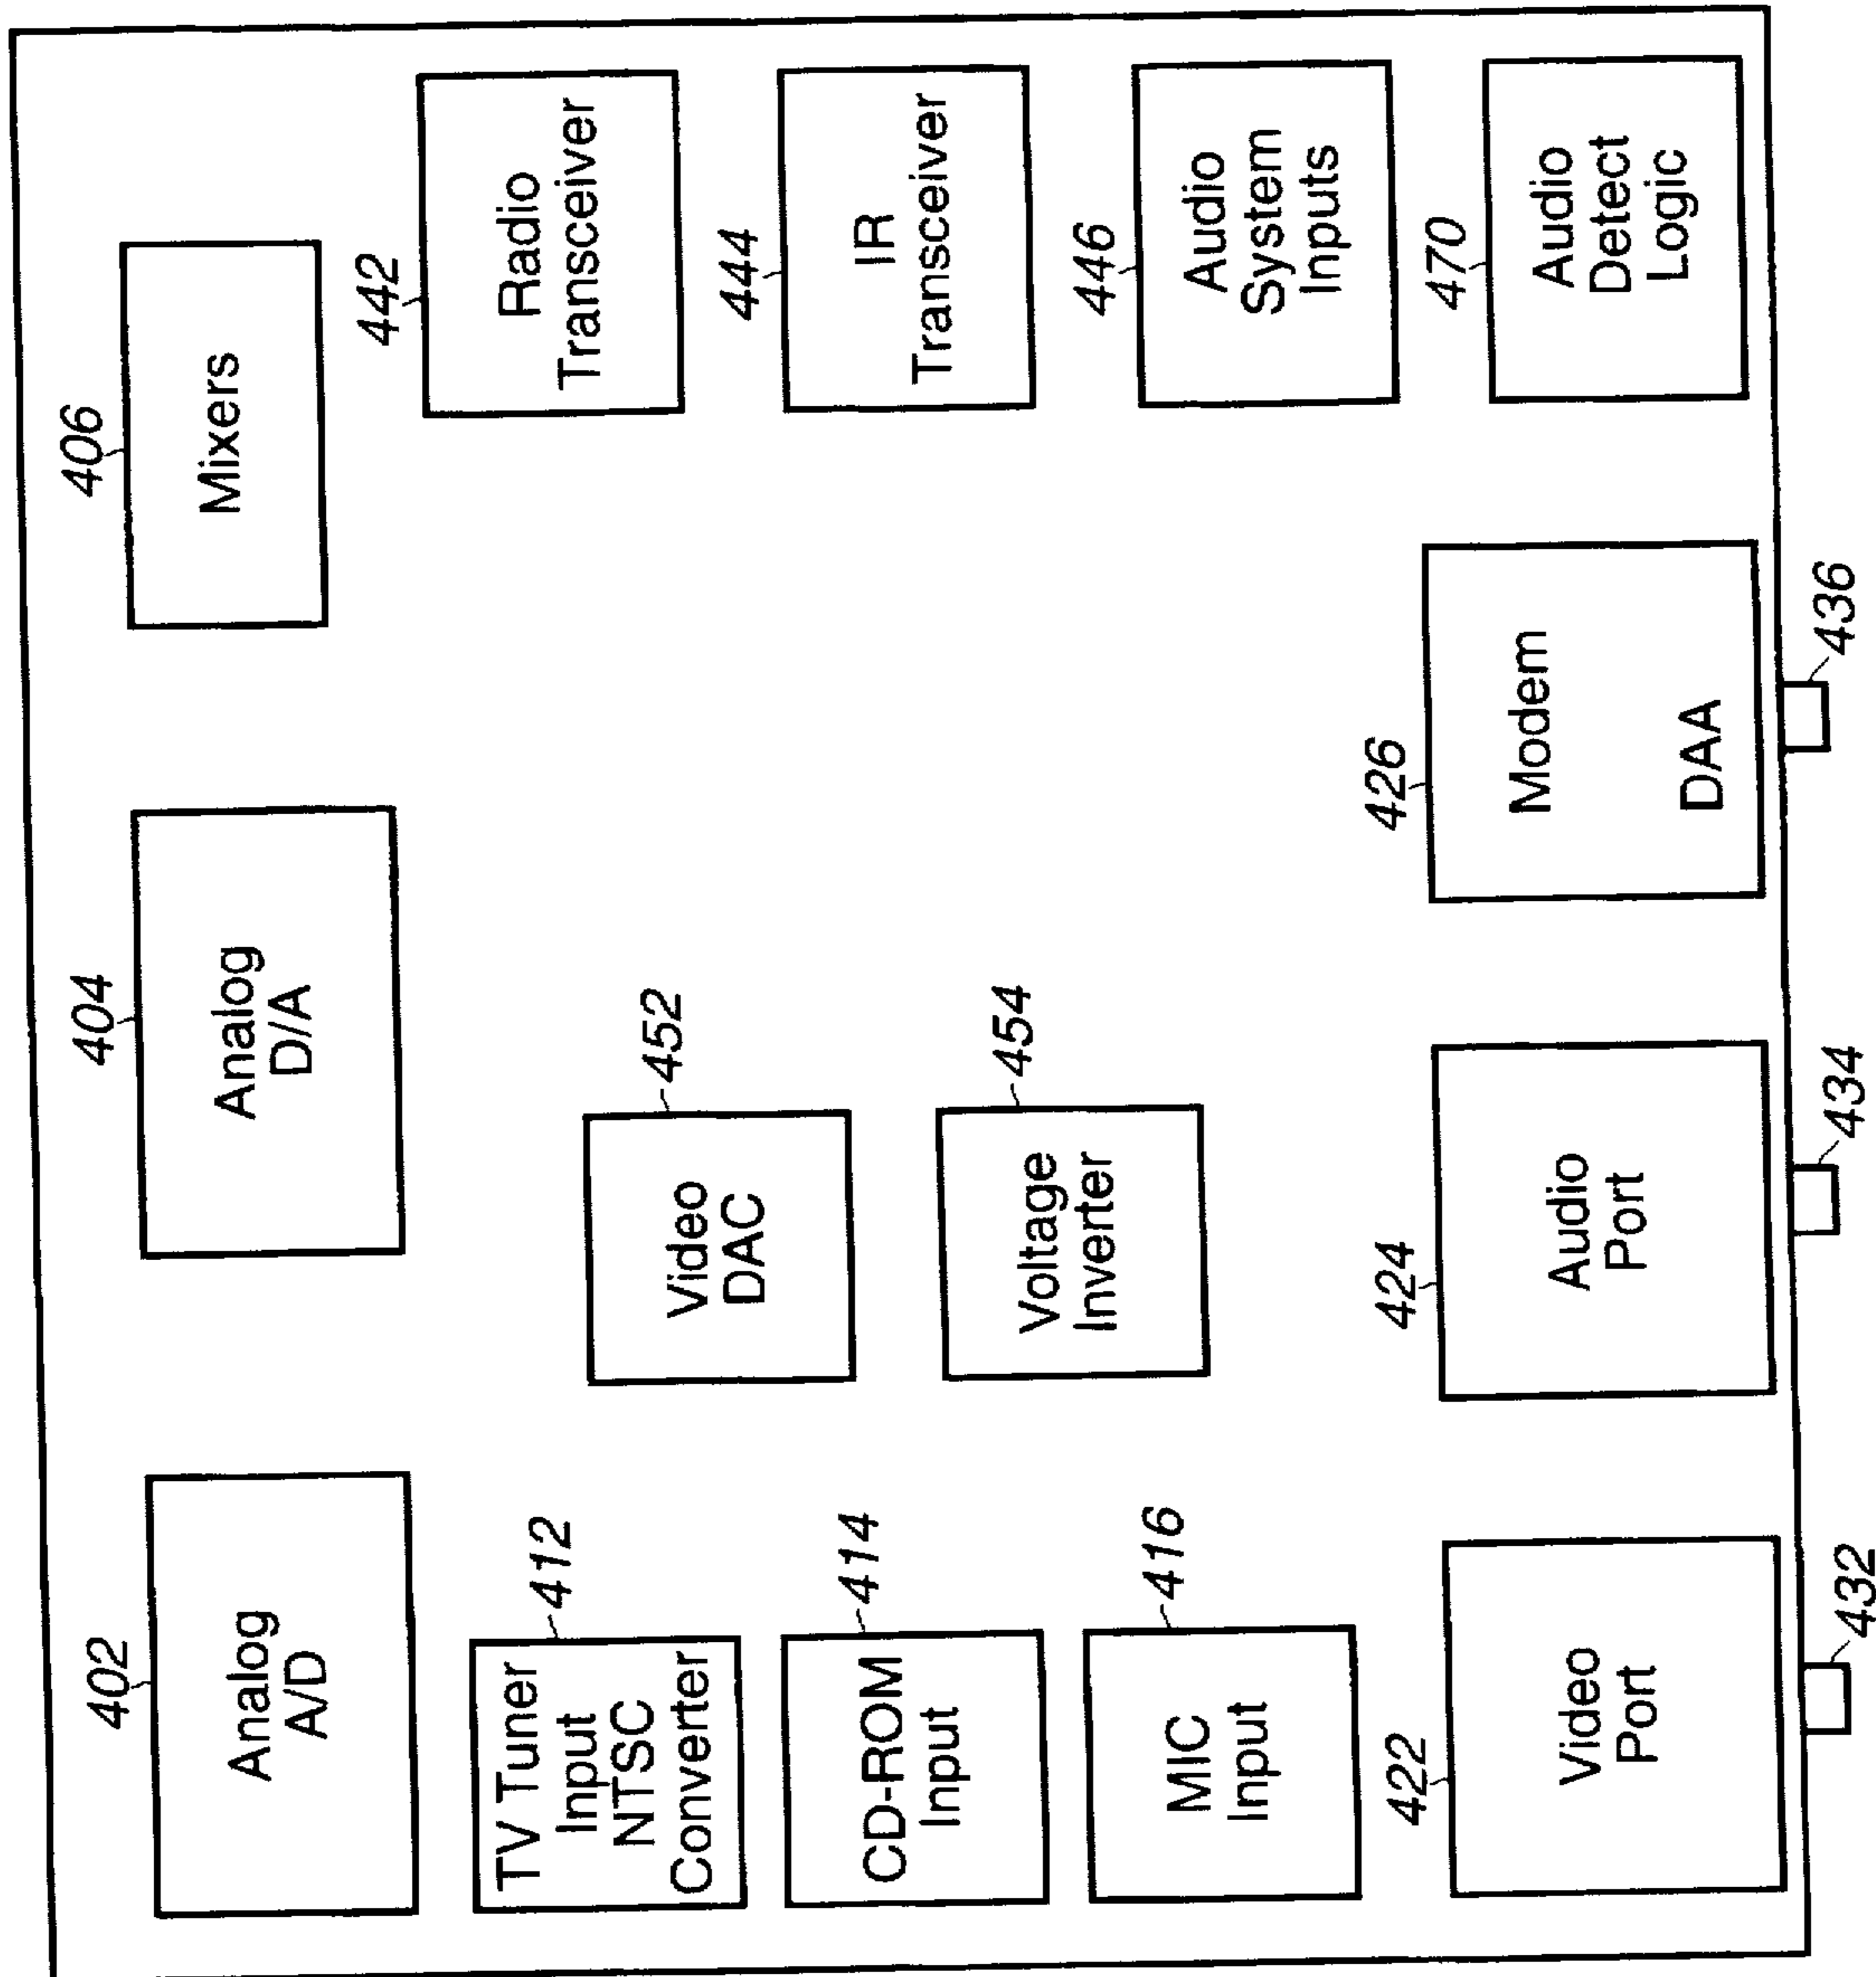 402
Analog
A/D
404
Analog
D/A
406
Mixers
412
TV Tuner
Input
NTSC
Converter
414
CD-ROM
Input
416
MIC
Input
452
Video
DAC
454
Voltage
Inverter
442
Radio
Transceiver
444
IR
Transceiver
446
Audio
System
Inputs
470
Audio
Detect
Logic
422
Video
Port
424
Audio
Port
426
Modem
DAA
432
434
436